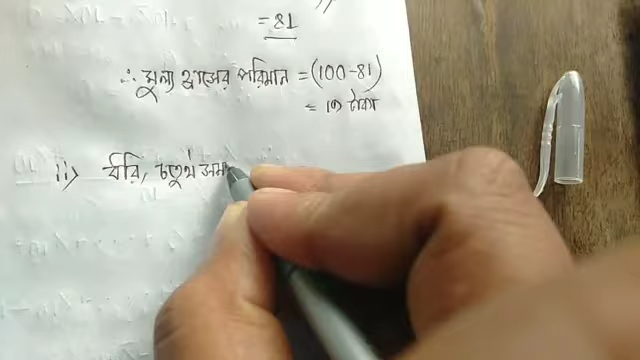 = 81
∴ মূল্য হ্রাসের পরিমান = (100-81)
= 19 টাকা
ii) ধরি, চতুর্থ